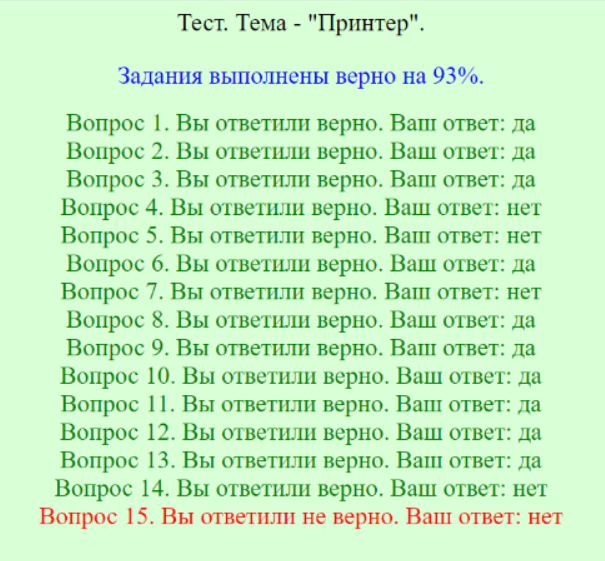 Тест. Тема - "Принтер".
Задания выполнены верно на 93%.
Вопрос 1. Вы ответили верно. Ваш ответ: да
Вопрос 2. Вы ответили верно. Ваш ответ: да
Вопрос 3. Вы ответили верно. Ваш ответ: да
Вопрос 4. Вы ответили верно. Ваш ответ: нет
Вопрос 5. Вы ответили верно. Ваш ответ: нет
Вопрос 6. Вы ответили верно. Ваш ответ: да
Вопрос 7. Вы ответили верно. Ваш ответ: нет
Вопрос 8. Вы ответили верно. Ваш ответ: да
Вопрос 9. Вы ответили верно. Ваш ответ: да
Вопрос 10. Вы ответили верно. Ваш ответ: да
Вопрос 11. Вы ответили верно. Ваш ответ: да
Вопрос 12. Вы ответили верно. Ваш ответ: да
Вопрос 13. Вы ответили верно. Ваш ответ: да
Вопрос 14. Вы ответили верно. Ваш ответ: нет
Вопрос 15. Вы ответили не верно. Ваш ответ: нет